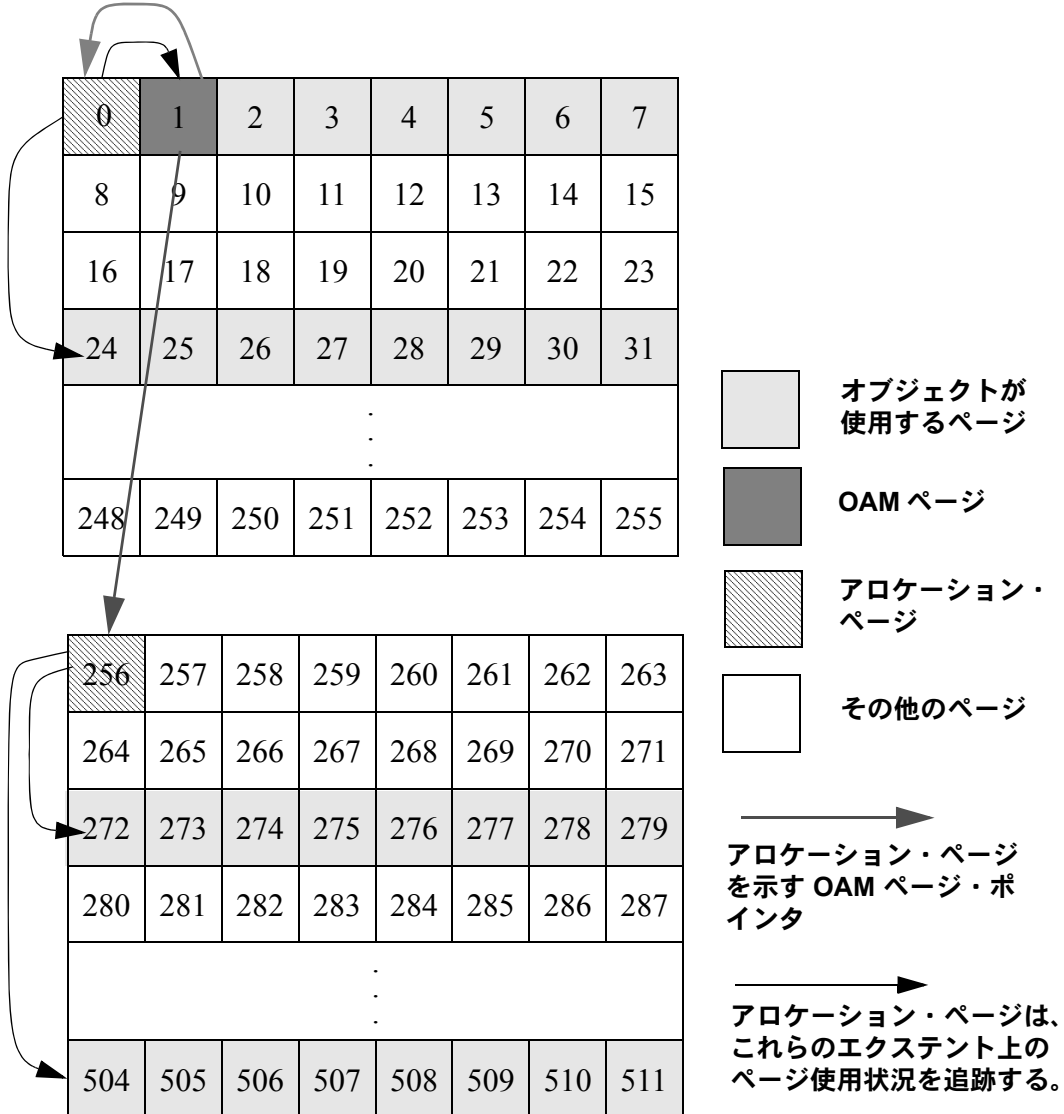 0 1 2 3 4 5 6 7
8 9 10 11 12 13 14 15
16 17 18 19 20 21 22 23
24 25 26 27 28 29 30 31
.
.
.
248 249 250 251 252 253 254 255
256 257 258 259 260 261 262 263
264 265 266 267 268 269 270 271
272 273 274 275 276 277 278 279
280 281 282 283 284 285 286 287
.
.
.
504 505 506 507 508 509 510 511
オブジェクトが
使用するページ
OAM ページ
アロケーション・
ページ
その他のページ
アロケーション・ページ
を示す OAM ページ・ポ
インタ
アロケーション・ページは、
これらのエクステント上の
ページ使用状況を追跡する。